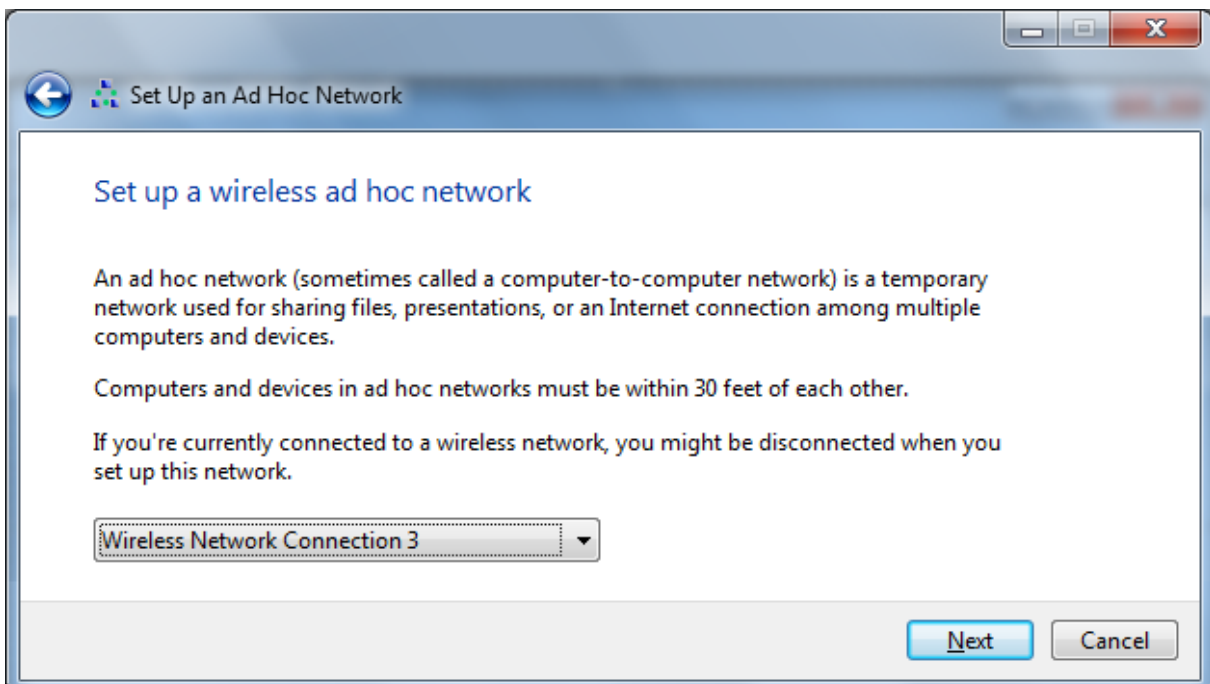 Set Up an Ad Hoc Network
Set up a wireless ad hoc network
An ad hoc network (sometimes called a computer-to-computer network) is a temporary
network used for sharing files, presentations, or an Internet connection among multiple
computers and devices.
Computers and devices in ad hoc networks must be within 30 feet of each other.
If you're currently connected to a wireless network, you might be disconnected when you
set up this network.
Wireless Network Connection 3
Next
Cancel